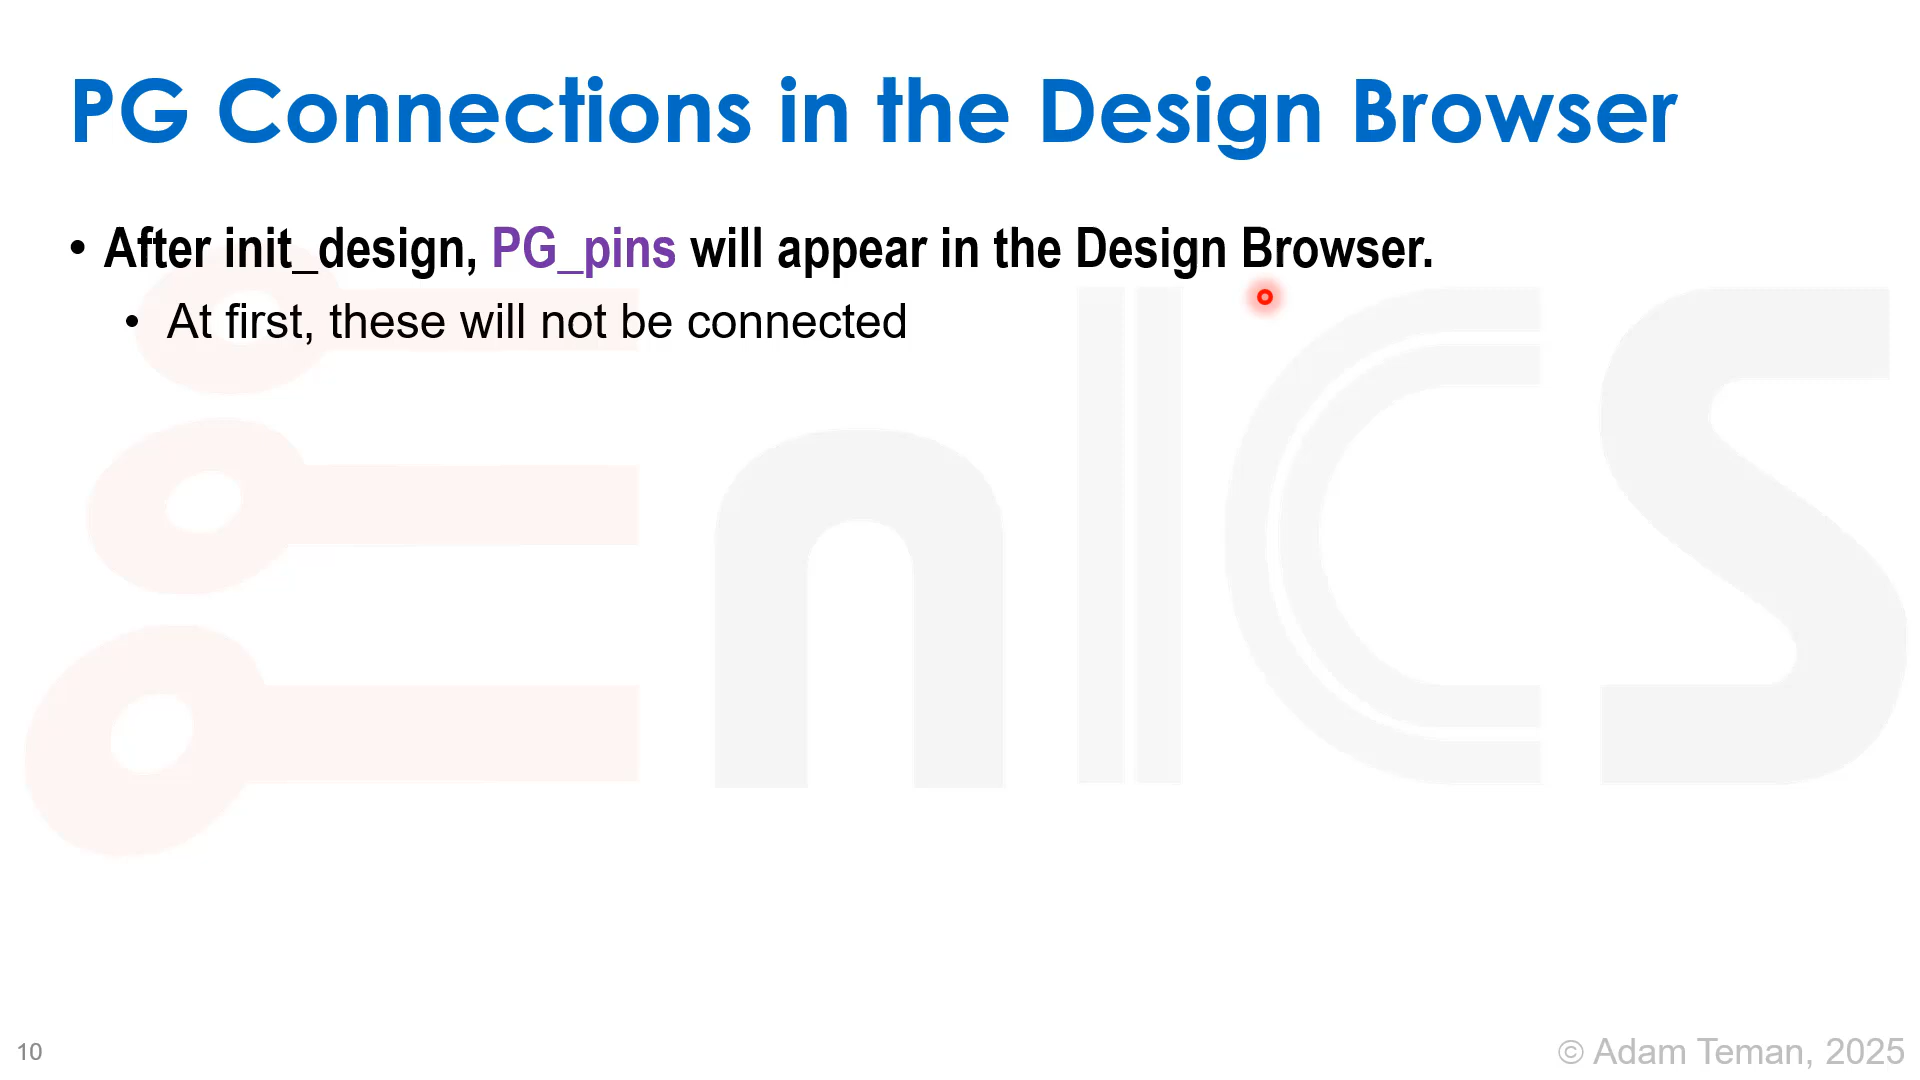 PG Connections in the Design Browser
• After init_design, PG_pins will appear in the Design Browser.
• At first, these will not be connected
EnICS
10
© Adam Teman, 2025